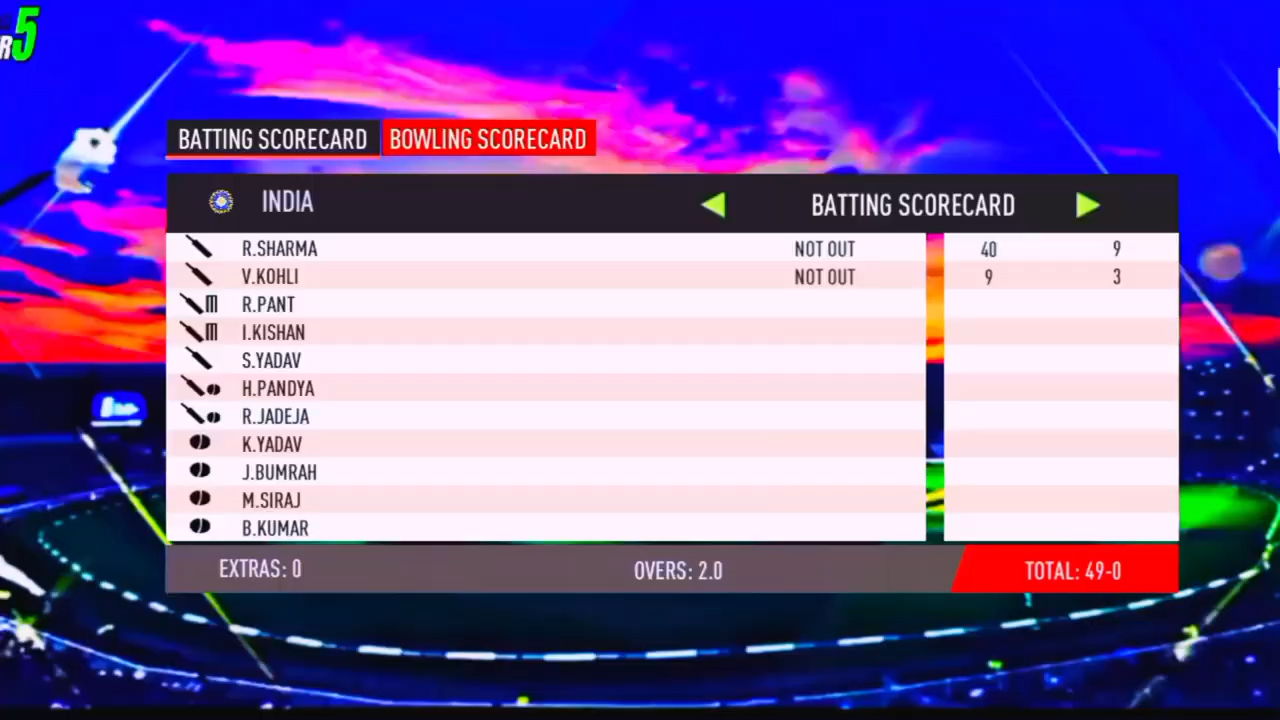 R5
BATTING SCORECARD BOWLING SCORECARD
INDIA BATTING SCORECARD
R.SHARMA NOT OUT 40 9
V.KOHLI NOT OUT 9 3
R.PANT
I.KISHAN
S.YADAV
H.PANDYA
R.JADEJA
K.YADAV
J.BUMRAH
M.SIRAJ
B.KUMAR
EXTRAS: 0 OVERS: 2.0 TOTAL: 49-0